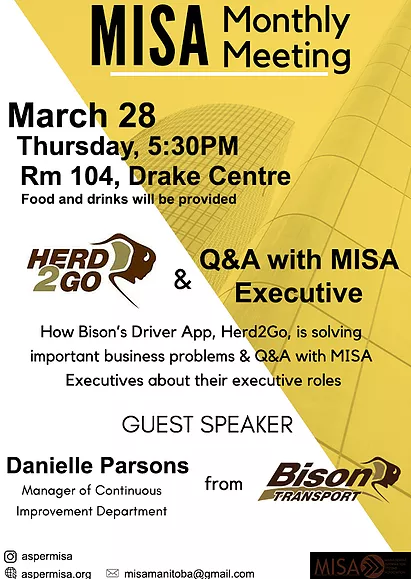 MISA Monthly
Meeting
March 28
Thursday, 5:30PM
Rm 104, Drake Centre
Food and drinks will be provided
HERD
2GO
&
Q&A with MISA
Executive
How Bison's Driver App, Herd2Go, is solving
important business problems & Q&A with MISA
Executives about their executive roles
GUEST SPEAKER
Danielle Parsons
Manager of Continuous
Improvement Department
from
Bison
TRANSPORT
aspermisa
aspermisa.org
misamanitoba@gmail.com
MISA